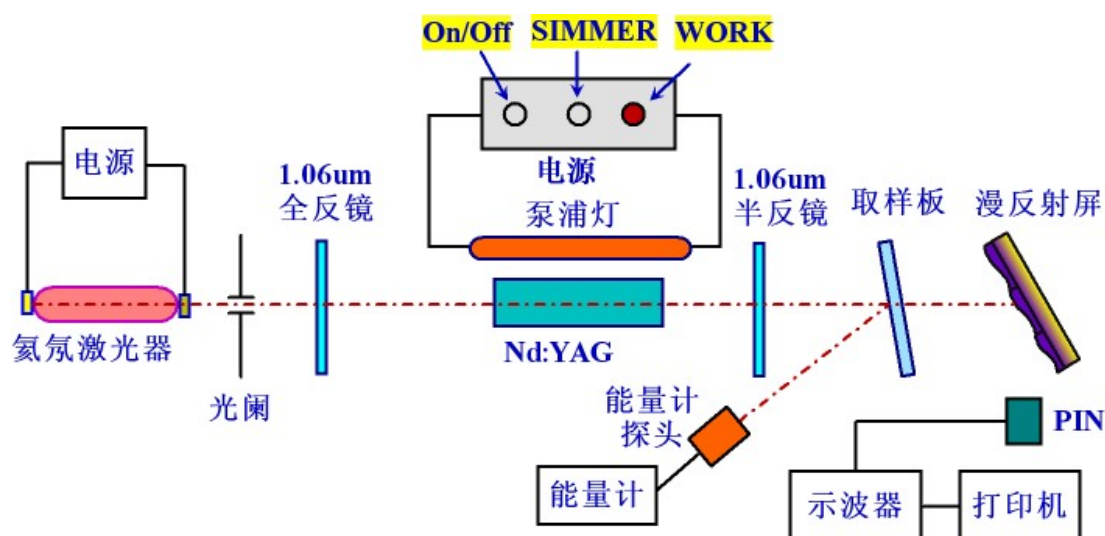 On/Off SIMMER WORK
电源
电源
1.06um
全反镜
泵浦灯
1.06um
半反镜
取样板
漫反射屏
氦氖激光器
Nd:YAG
光阑
能量计
探头
PIN
能量计
示波器
打印机